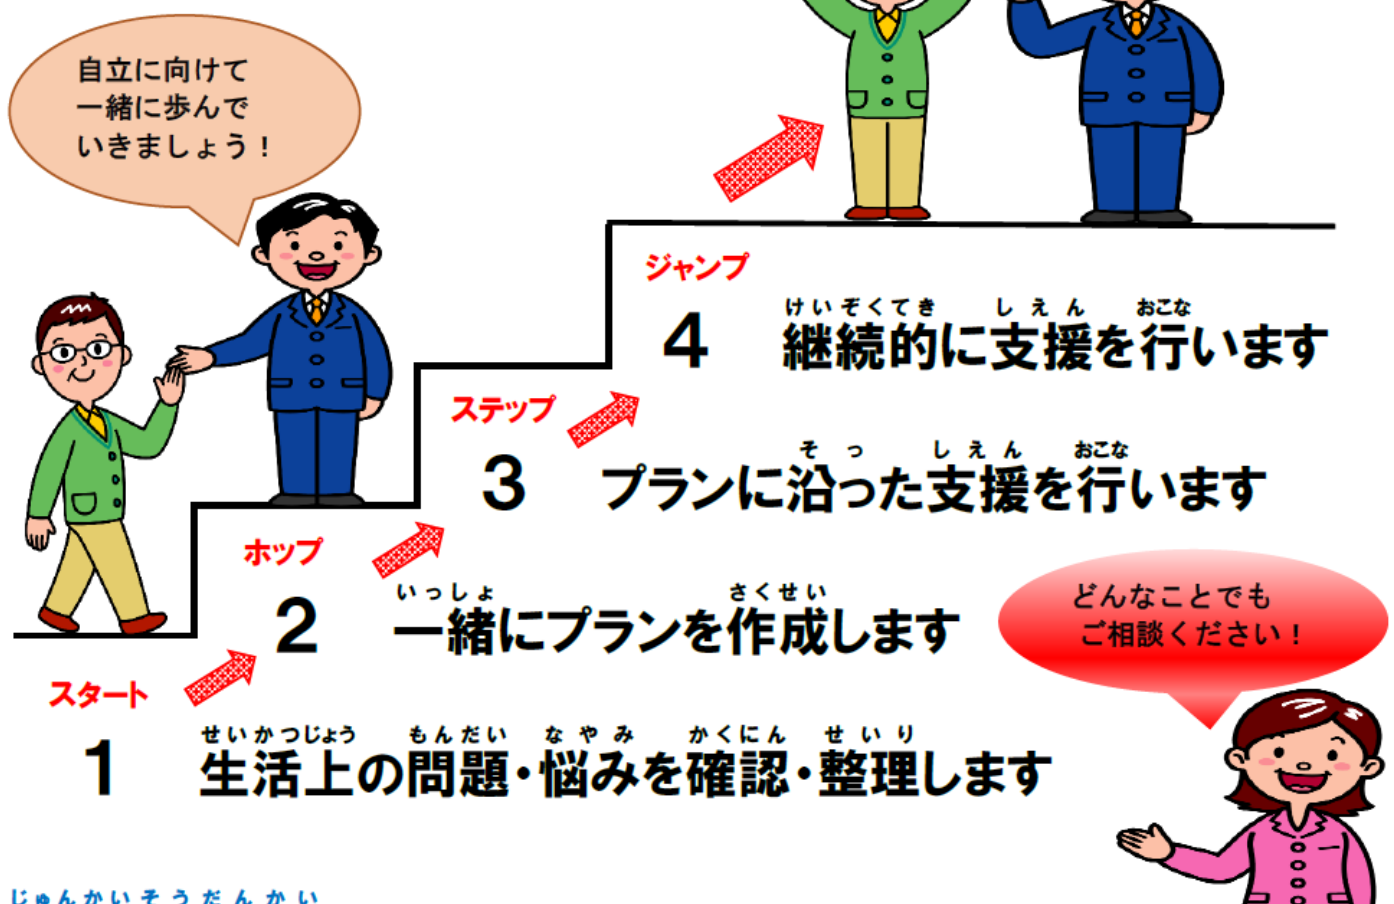 自立に向けて
一緒に歩んで
いきましょう！
ジャンプ
けいぞくてき しえん おこな
4 継続的に支援を行います
ステップ
そっ しえん おこな
3 プランに沿った支援を行います
ホップ
いっしょ さくせい
2 一緒にプランを作成します
どんなことでも
ご相談ください！
スタート
せいかつじょう もんだい なやみ かくにん せいり
1 生活上の問題・悩みを確認・整理します
じゅんかいそうだんかい